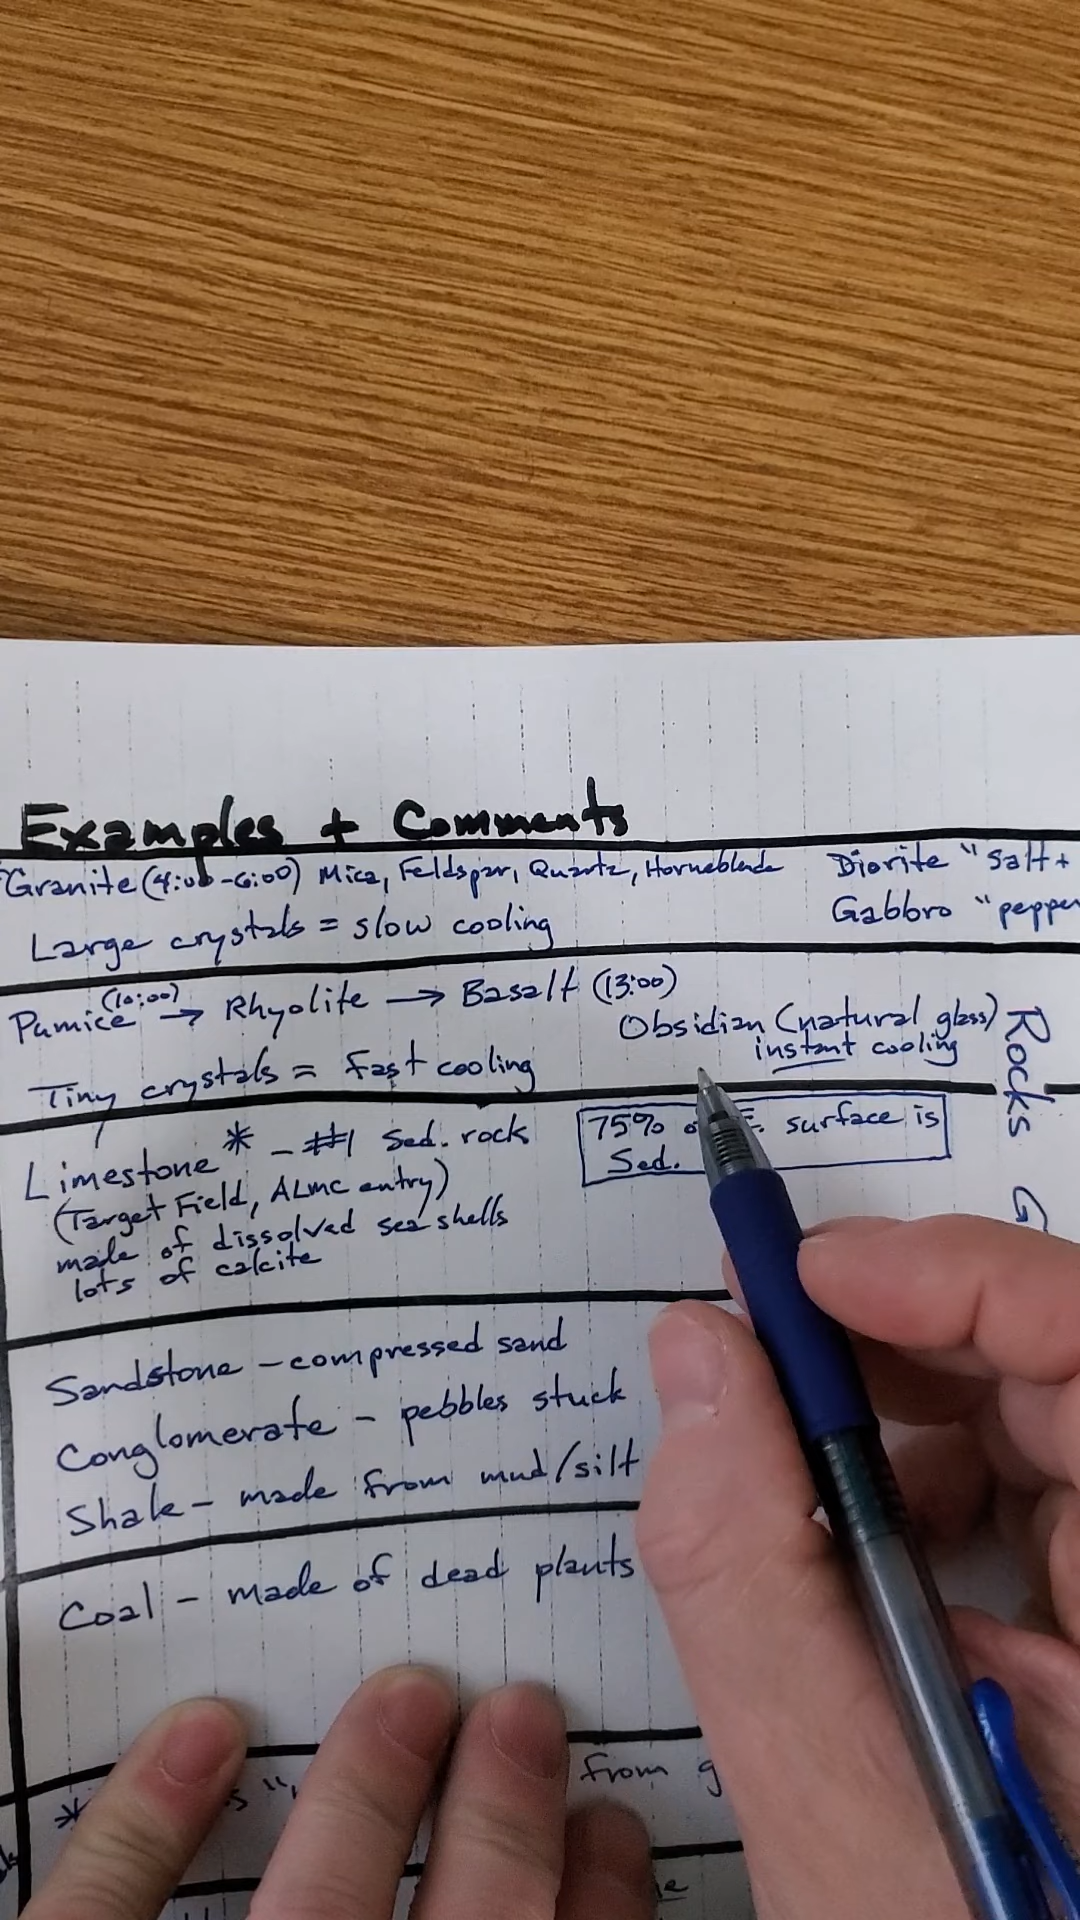 Examples + Comments
Granite (4:00-6:00) Mica, Feldspar, Quartz, Horneblende
Diorite "Salt +
Large crystals = slow cooling
Gabbro "pepper
Pumice (10:00) → Rhyolite → Basalt (13:00)
Obsidian (natural glass)
instant cooling
Tiny crystals = fast cooling
Limestone * - #1 Sed. rock
(Target Field, ALMC entry)
made of dissolved sea shells
lots of calcite
75% surface is
Sed.
Sandstone - compressed sand
Conglomerate - pebbles stuck
Shale - made from mud/silt
Coal - made of dead plants
* from
Rocks